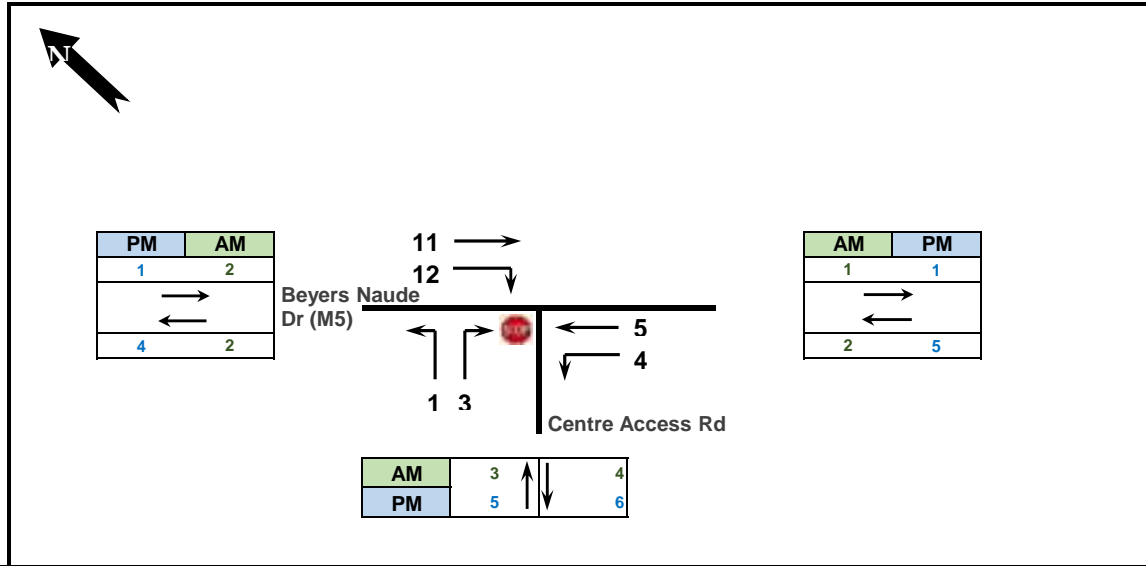 N
PM AM
1 2
4 2
11
12
Beyers Naude
Dr (M5)
STOP
5
4
1 3
Centre Access Rd
AM PM
1 1
2 5
AM 3 4
PM 5 6